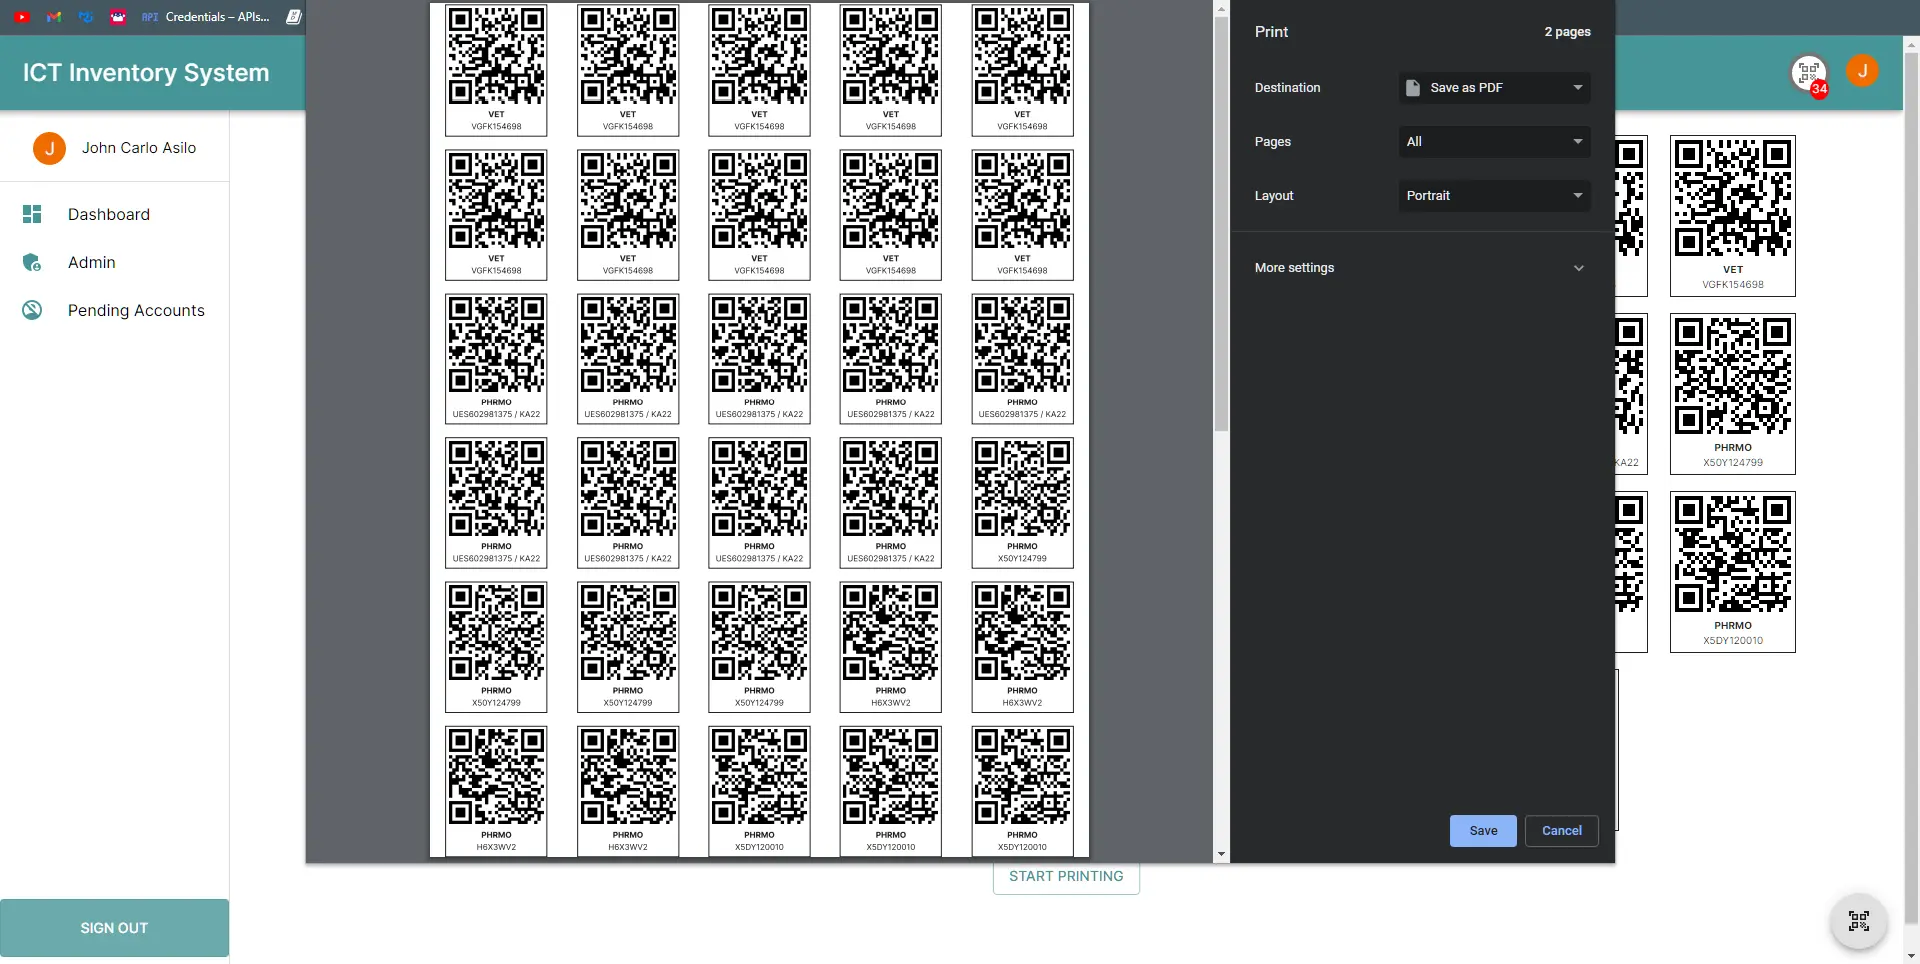 API Credentials – APIs...
ICT Inventory System
J John Carlo Asilo
Dashboard
Admin
Pending Accounts
SIGN OUT
VET VET VET VET VET
VGFK154698 VGFK154698 VGFK154698 VGFK154698 VGFK154698
VET VET VET VET VET
VGFK154698 VGFK154698 VGFK154698 VGFK154698 VGFK154698
PHRMO PHRMO PHRMO PHRMO PHRMO
UES602981375 / KA22 UES602981375 / KA22 UES602981375 / KA22 UES602981375 / KA22 UES602981375 / KA22
PHRMO PHRMO PHRMO PHRMO PHRMO
UES602981375 / KA22 UES602981375 / KA22 UES602981375 / KA22 UES602981375 / KA22 X50Y124799
PHRMO PHRMO PHRMO PHRMO PHRMO
X50Y124799 X50Y124799 X50Y124799 H6X3WV2 H6X3WV2
PHRMO PHRMO PHRMO PHRMO PHRMO
H6X3WV2 H6X3WV2 X5DY120010 X5DY120010 X5DY120010
START PRINTING
Print 2 pages
Destination Save as PDF
Pages All
Layout Portrait
More settings
Save Cancel
34 J
VET
VGFK154698
PHRMO
KA22 X50Y124799
PHRMO
X5DY120010